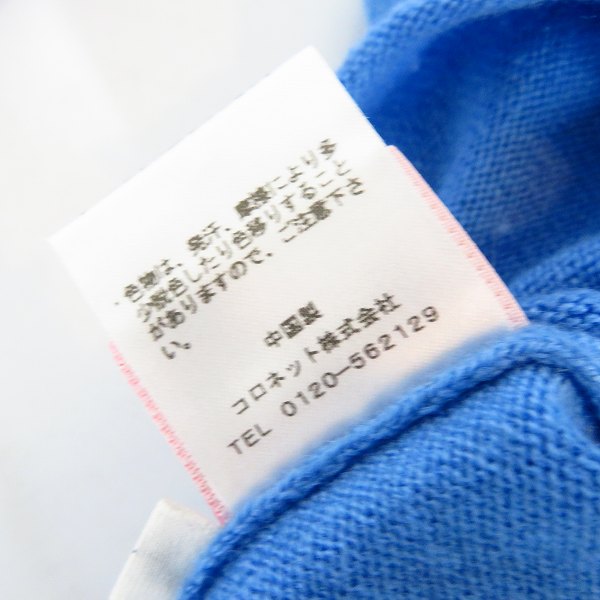 ・色物は、発汗、摩擦により多
少脱色したり色移りすること
がありますので、ご注意下さ
い。
中国製
コロネット株式会社
TEL 0120-562129